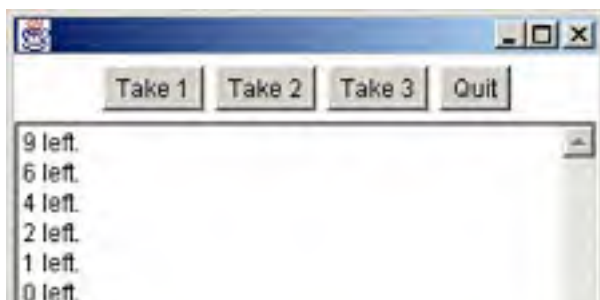 Take 1 Take 2 Take 3 Quit
9 left.
6 left.
4 left.
2 left.
1 left.
0 left.